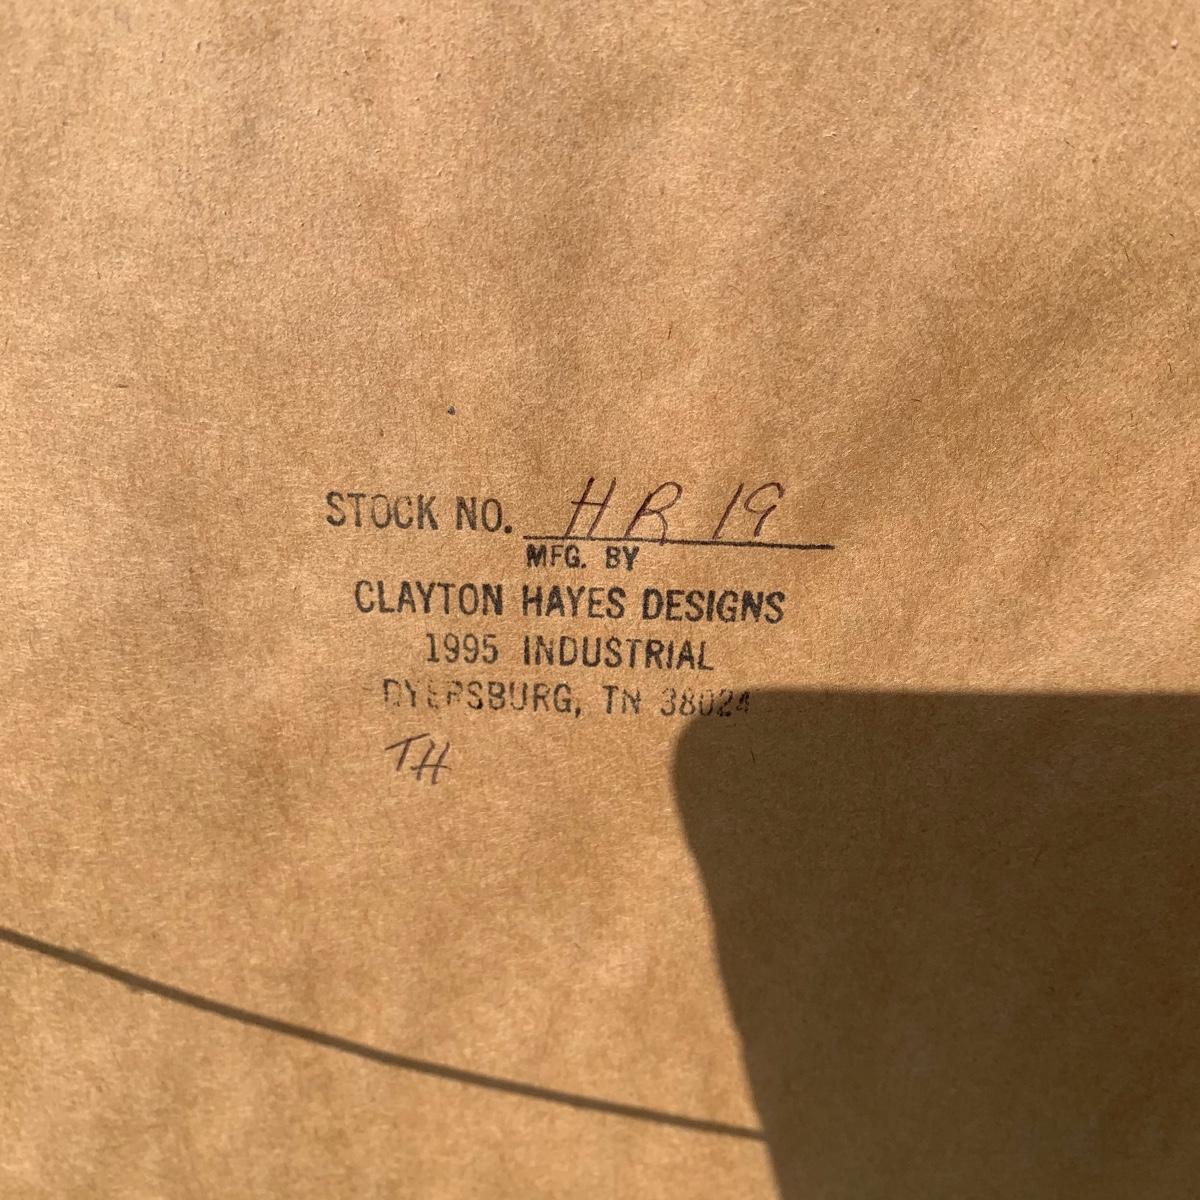 STOCK NO. HR 19
MFG. BY
CLAYTON HAYES DESIGNS
1995 INDUSTRIAL
DYERSBURG, TN 38024
TH